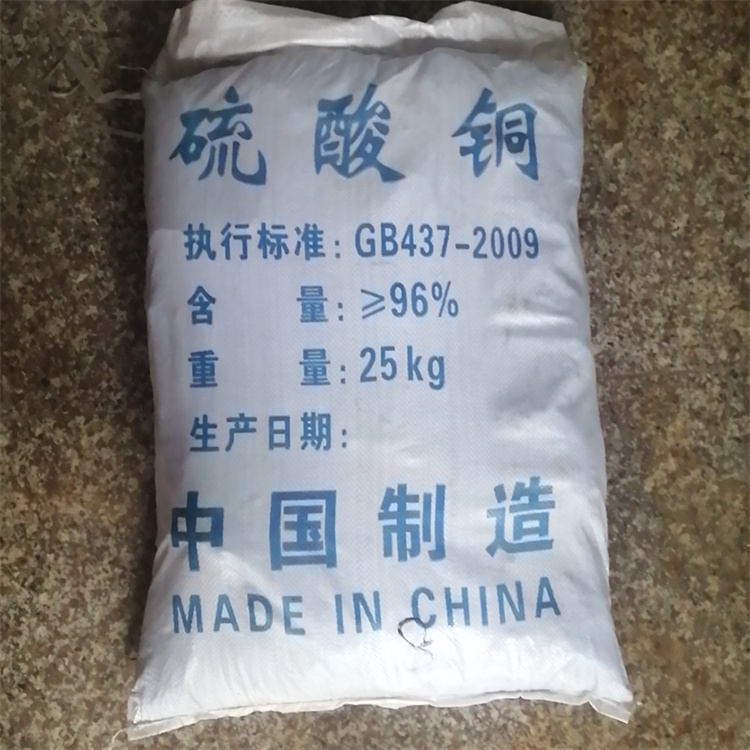 硫酸铜
执行标准：GB437-2009
含量：≥96%
重量：25kg
生产日期：
中国制造
MADE IN CHINA